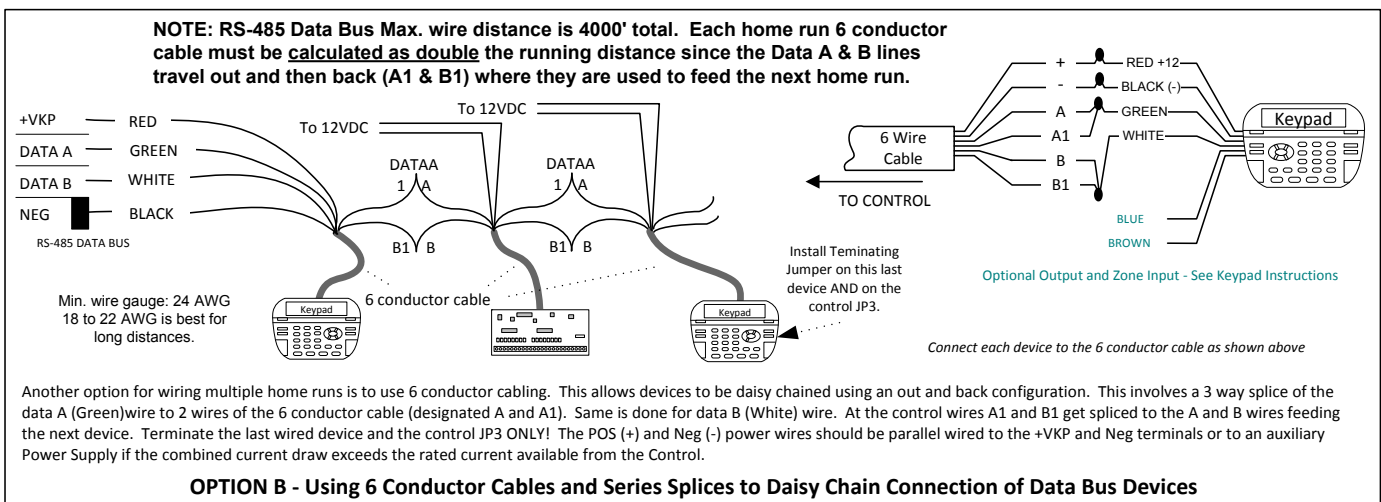 NOTE: RS-485 Data Bus Max. wire distance is 4000' total. Each home run 6 conductor
cable must be calculated as double the running distance since the Data A & B lines
travel out and then back (A1 & B1) where they are used to feed the next home run.
To 12VDC
To 12VDC
+VKP RED
DATA A GREEN
DATA B WHITE
NEG BLACK
RS-485 DATA BUS
DATAA
1 A
B1 B
DATAA
1 A
B1 B
Min. wire gauge: 24 AWG
18 to 22 AWG is best for
long distances.
6 conductor cable
Keypad
Keypad
Install Teminating
Jumper on this last
device AND on the
control JP3.
6 Wire
Cable
TO CONTROL
+ RED +12
- BLACK (-)
A GREEN
A1 WHITE
B
B1
Keypad
BLUE
BROWN
Optional Output and Zone Input - See Keypad Instructions
Connect each device to the 6 conductor cable as shown above
Another option for wiring multiple home runs is to use 6 conductor cabling. This allows devices to be daisy chained using an out and back configuration. This involves a 3 way splice of the
data A (Green)wire to 2 wires of the 6 conductor cable (designated A and A1). Same is done for data B (White) wire. At the control wires A1 and B1 get spliced to the A and B wires feeding
the next device. Terminate the last wired device and the control JP3 ONLY! The POS (+) and Neg (-) power wires should be parallel wired to the +VKP and Neg terminals or to an auxiliary
Power Supply if the combined current draw exceeds the rated current available from the Control.
OPTION B - Using 6 Conductor Cables and Series Splices to Daisy Chain Connection of Data Bus Devices